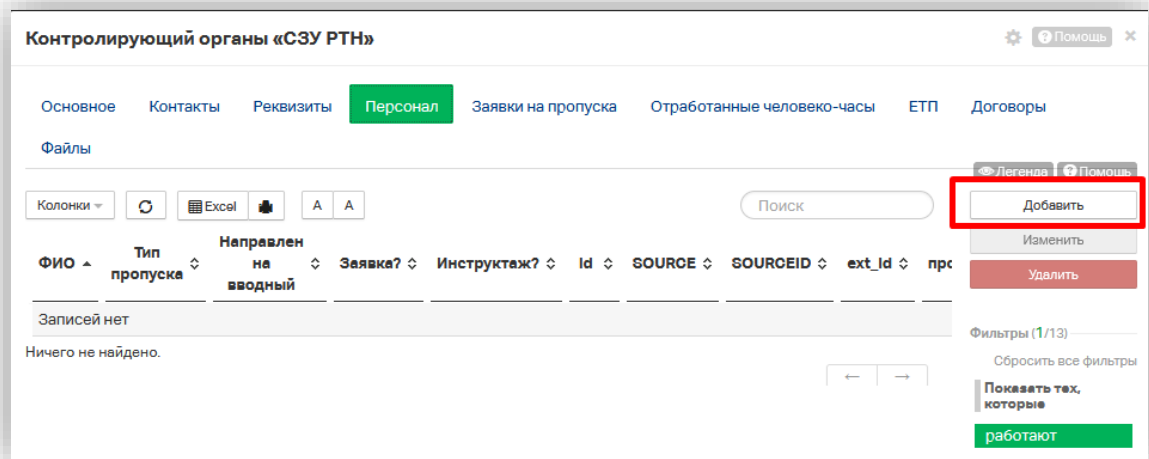 Контролирующий органы «СЗУ РТН»
Помощь
Основное Контакты Реквизиты Персонал Заявки на пропуска Отработанные человеко-часы ЕТП Договоры
Файлы
Легенда Помощь
Колонки Excel A A Поиск Добавить
Изменить
Удалить
ФИО Тип пропуска Направлен на вводный Заявка? Инструктаж? id SOURCE SOURCEID ext_id про
Записей нет
Ничего не найдено.
Фильтры (1/13)
Сбросить все фильтры
← →
Показать тех,
которые
работают